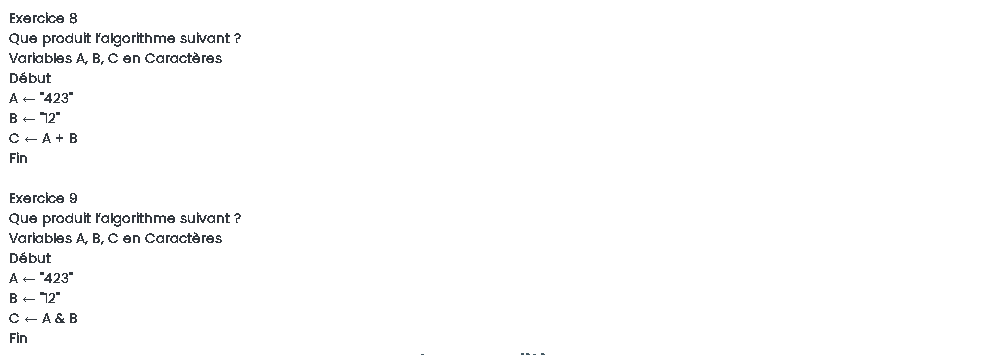 Exercice 8
Que produit l'algorithme suivant ?
Variables A, B, C en Caractères
Début
A ← "423"
B ← "12"
C ← A + B
Fin
Exercice 9
Que produit l'algorithme suivant ?
Variables A, B, C en Caractères
Début
A ← "423"
B ← "12"
C ← A & B
Fin